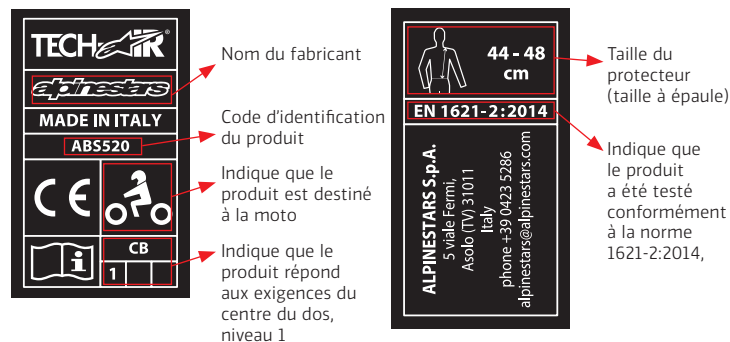 TECH-AIR
alpinestars
MADE IN ITALY
ABS520
CE
i
CB
1
Nom du fabricant
Code d'identification
du produit
Indique que le
produit est destiné
à la moto
Indique que le
produit répond
aux exigences du
centre du dos,
niveau 1
44 - 48
cm
EN 1621-2:2014
ALPINESTARS S.p.A.
5 viale Fermi,
Asolo (TV) 31011
Italy
phone +39 0423 5286
alpinestars@alpinestars.com
Taille du
protecteur
(taille à épaule)
Indique que
le produit
a été testé
conformément
à la norme
1621-2:2014,